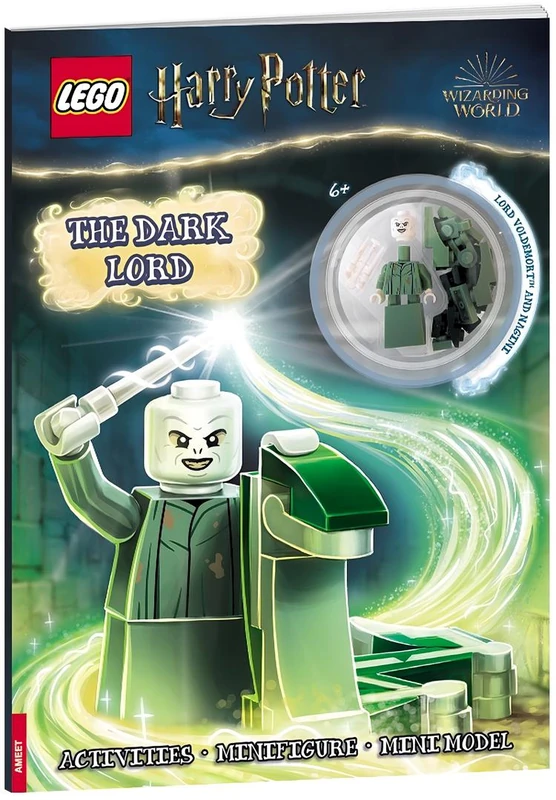 LEGO
Harry Potter
WIZARDING
WORLD
6+
THE DARK
LORD
LORD VOLDEMORT™ AND NAGINI
ACTIVITIES • MINIFIGURE • MINI MODEL
AMEET